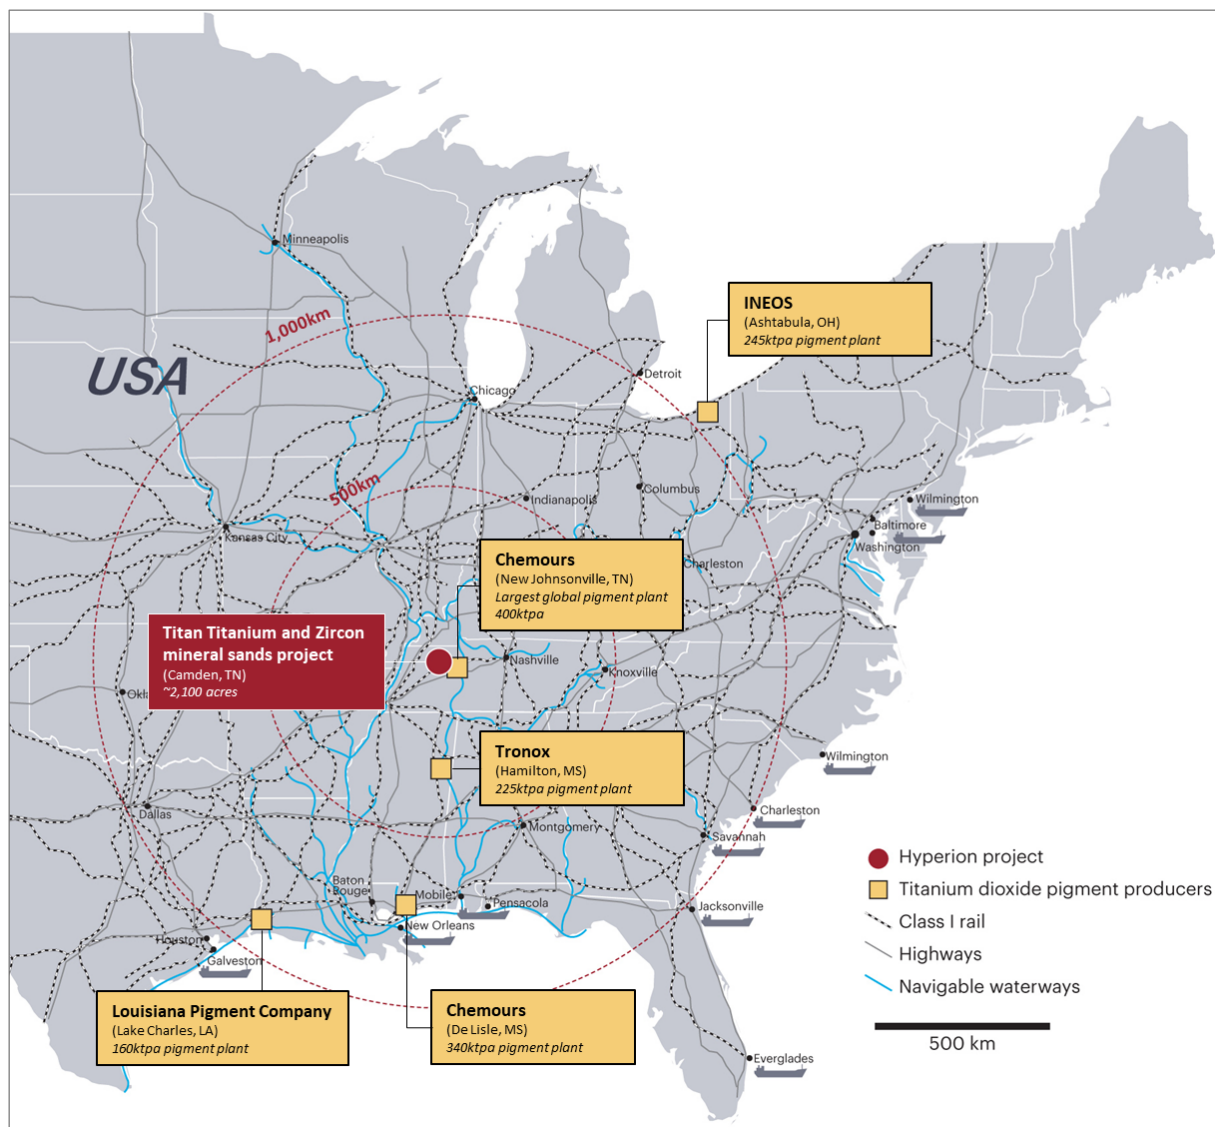 Minneapolis
INEOS
(Ashtabula, OH)
245ktpa pigment plant
1,000km
USA
Detroit
Chicago
500km
Indianapolis
Columbus
Wilmington
Kansas City
Baltimore
Washington
Chemours
(New Johnsonville, TN)
Largest global pigment plant
400ktpa
Charleston
Titan Titanium and Zircon
mineral sands project
(Camden, TN)
~2,100 acres
Nashville
Knoxville
Okl
Tronox
(Hamilton, MS)
225ktpa pigment plant
Wilmington
Dallas
Charleston
Montgomery
Savannah
Baton
Rouge
Mobile
Pensacola
Jacksonville
New Orleans
Houston
Galveston
Louisiana Pigment Company
(Lake Charles, LA)
160ktpa pigment plant
Chemours
(De Lisle, MS)
340ktpa pigment plant
Everglades
Hyperion project
Titanium dioxide pigment producers
Class I rail
Highways
Navigable waterways
500 km